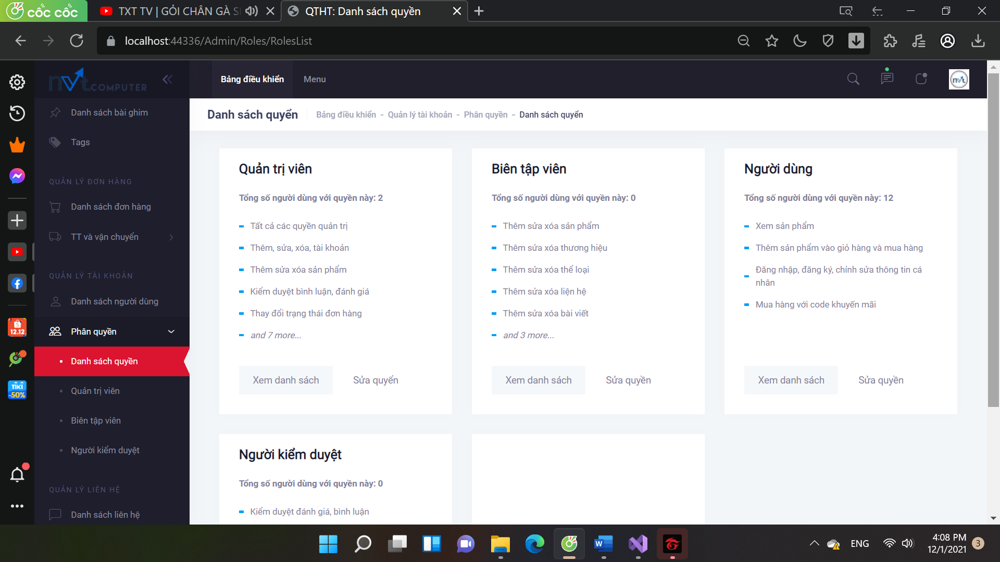 cốc cốc
TXT TV | GỎI CHÂN GÀ S
QTHT: Danh sách quyền
localhost:44336/Admin/Roles/RolesList
nvt COMPUTER
Bảng điều khiển
Menu
nvt
Danh sách bài ghim
Tags
QUẢN LÝ ĐƠN HÀNG
Danh sách đơn hàng
TT và vận chuyển
QUẢN LÝ TÀI KHOẢN
Danh sách người dùng
Phân quyền
Danh sách quyền
Quản trị viên
Biên tập viên
Người kiểm duyệt
QUẢN LÝ LIÊN HỆ
Danh sách liên hệ
12.12
TIKI
-50%
Danh sách quyển
Bảng điều khiển - Quản lý tài khoản - Phân quyền - Danh sách quyển
Quản trị viên
Tổng số người dùng với quyền này: 2
Tất cả các quyền quản trị
Thêm, sửa, xóa, tài khoản
Thêm sửa xóa sản phẩm
Kiểm duyệt bình luận, đánh giá
Thay đổi trạng thái đơn hàng
and 7 more...
Xem danh sách
Sửa quyển
Biên tập viên
Tổng số người dùng với quyền này: 0
Thêm sửa xóa sản phẩm
Thêm sửa xóa thương hiệu
Thêm sửa xóa thể loại
Thêm sửa xóa liện hệ
Thêm sửa xóa bài viết
and 3 more...
Xem danh sách
Sửa quyền
Người dùng
Tổng số người dùng với quyền này: 12
Xem sản phẩm
Thêm sản phẩm vào giỏ hàng và mua hàng
Đăng nhập, đăng ký, chỉnh sửa thông tin cá
nhân
Mua hàng với code khuyến mãi
Xem danh sách
Sửa quyền
Người kiểm duyệt
Tổng số người dùng với quyền này: 0
Kiểm duyệt đánh giá, bình luận
ENG
4:08 PM
12/1/2021
3